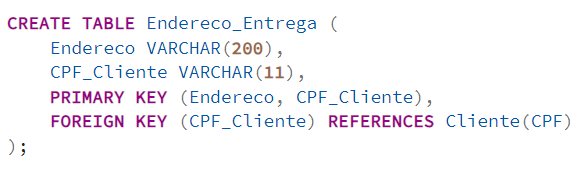 CREATE TABLE Endereco_Entrega (
    Endereco VARCHAR(200),
    CPF_Cliente VARCHAR(11),
    PRIMARY KEY (Endereco, CPF_Cliente),
    FOREIGN KEY (CPF_Cliente) REFERENCES Cliente(CPF)
);